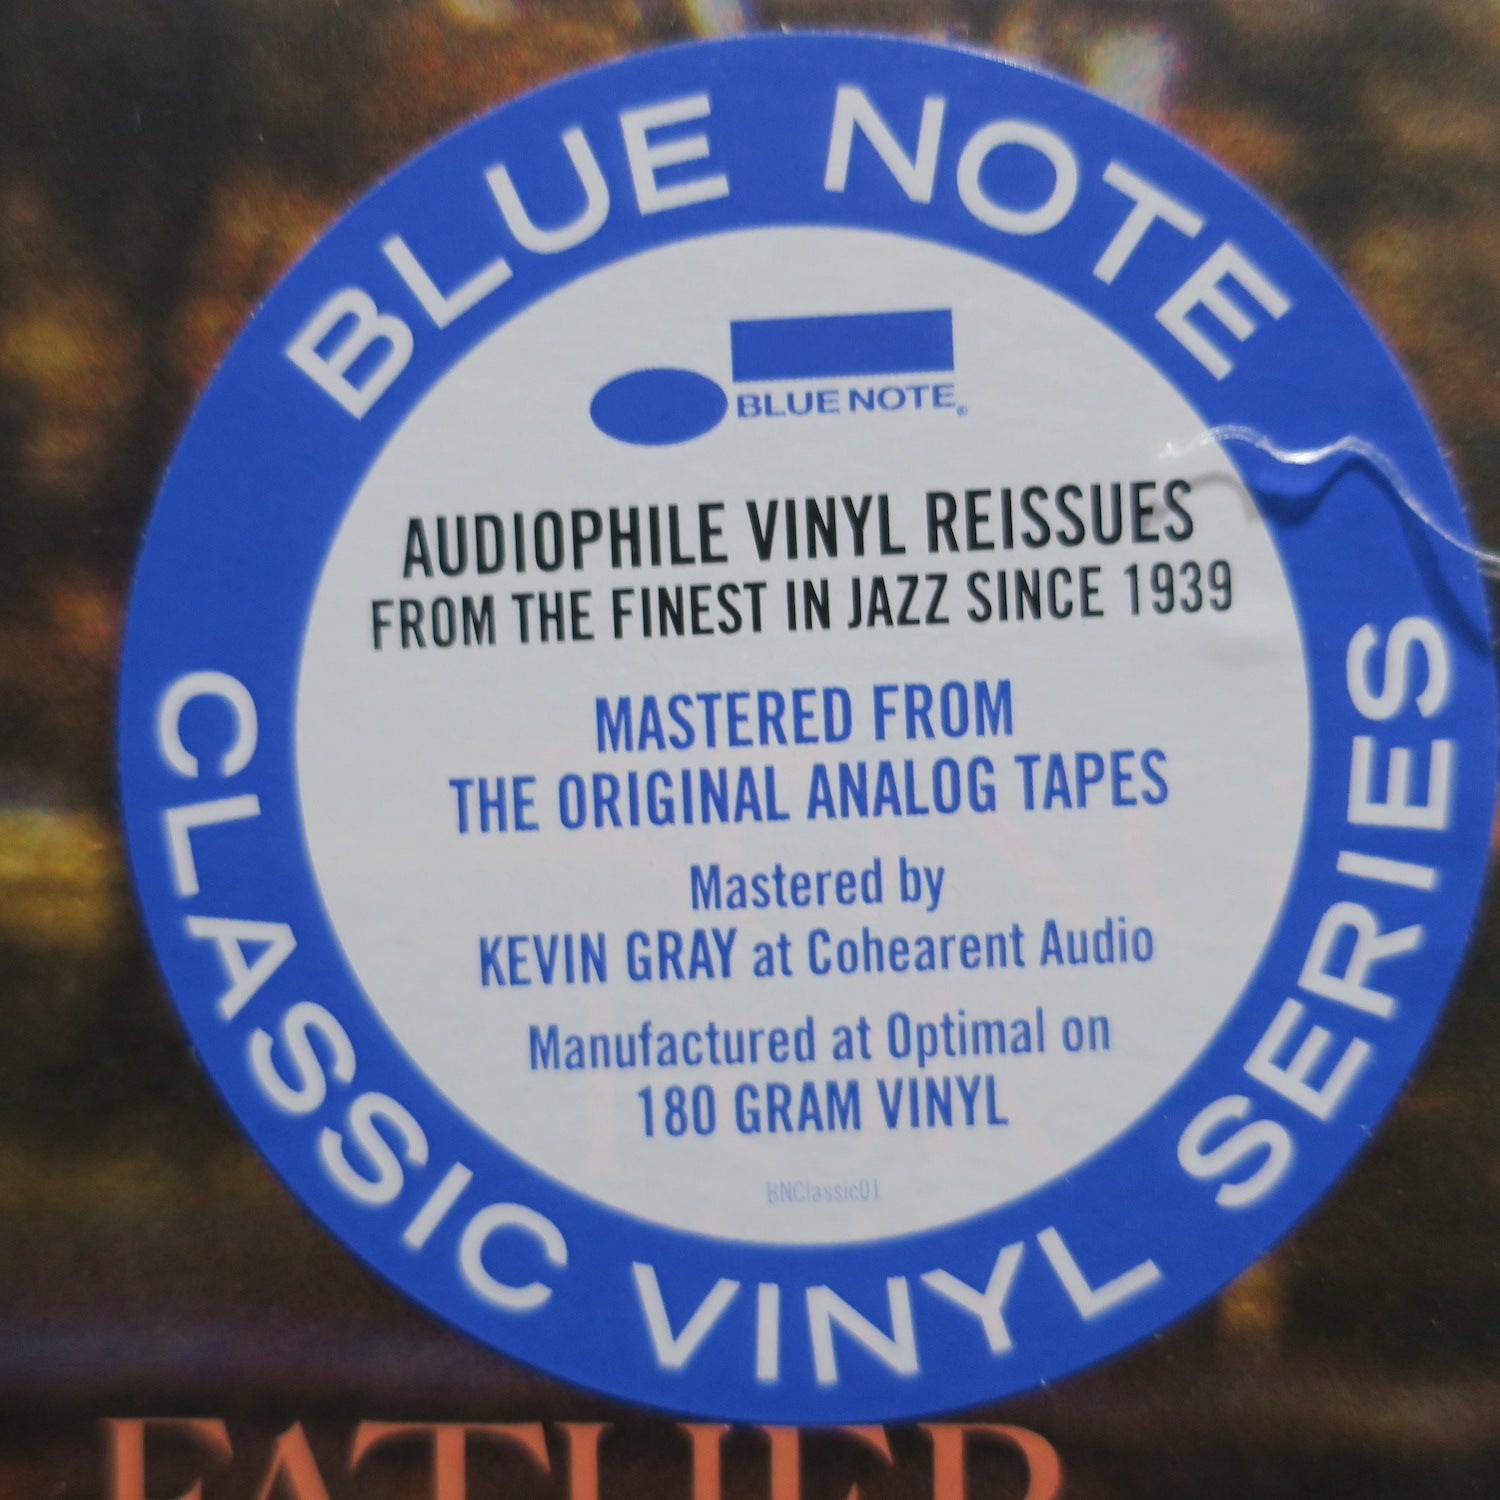 BLUE NOTE
BLUE NOTE®
AUDIOPHILE VINYL REISSUES
FROM THE FINEST IN JAZZ SINCE 1939
MASTERED FROM
THE ORIGINAL ANALOG TAPES
Mastered by
KEVIN GRAY at Cohearent Audio
Manufactured at Optimal on
180 GRAM VINYL
BNClassic01
CLASSIC VINYL SERIES
FATHER